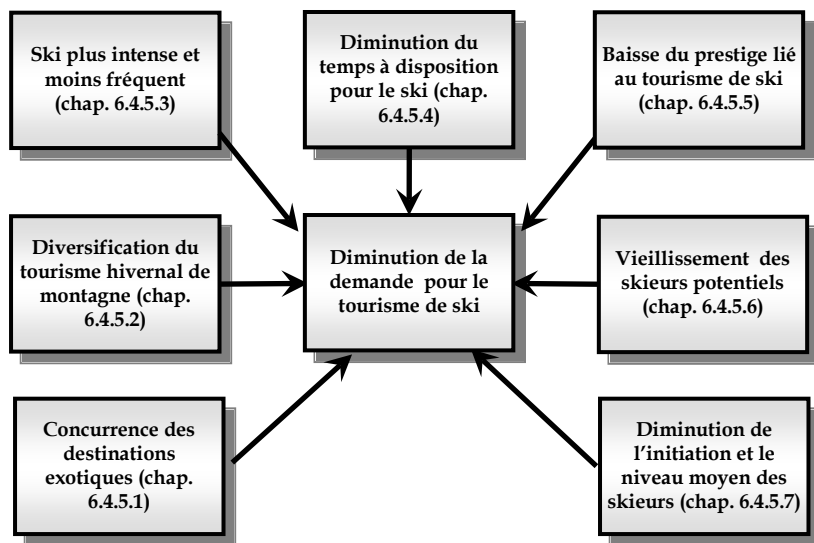 Ski plus intense et
moins fréquent
(chap. 6.4.5.3)
Diminution du
temps à disposition
pour le ski (chap.
6.4.5.4)
Baisse du prestige lié
au tourisme de ski
(chap. 6.4.5.5)
Diversification du
tourisme hivernal de
montagne (chap.
6.4.5.2)
Diminution de la
demande pour le
tourisme de ski
Vieillissement des
skieurs potentiels
(chap. 6.4.5.6)
Concurrence des
destinations
exotiques (chap.
6.4.5.1)
Diminution de
l’initiation et le
niveau moyen des
skieurs (chap. 6.4.5.7)